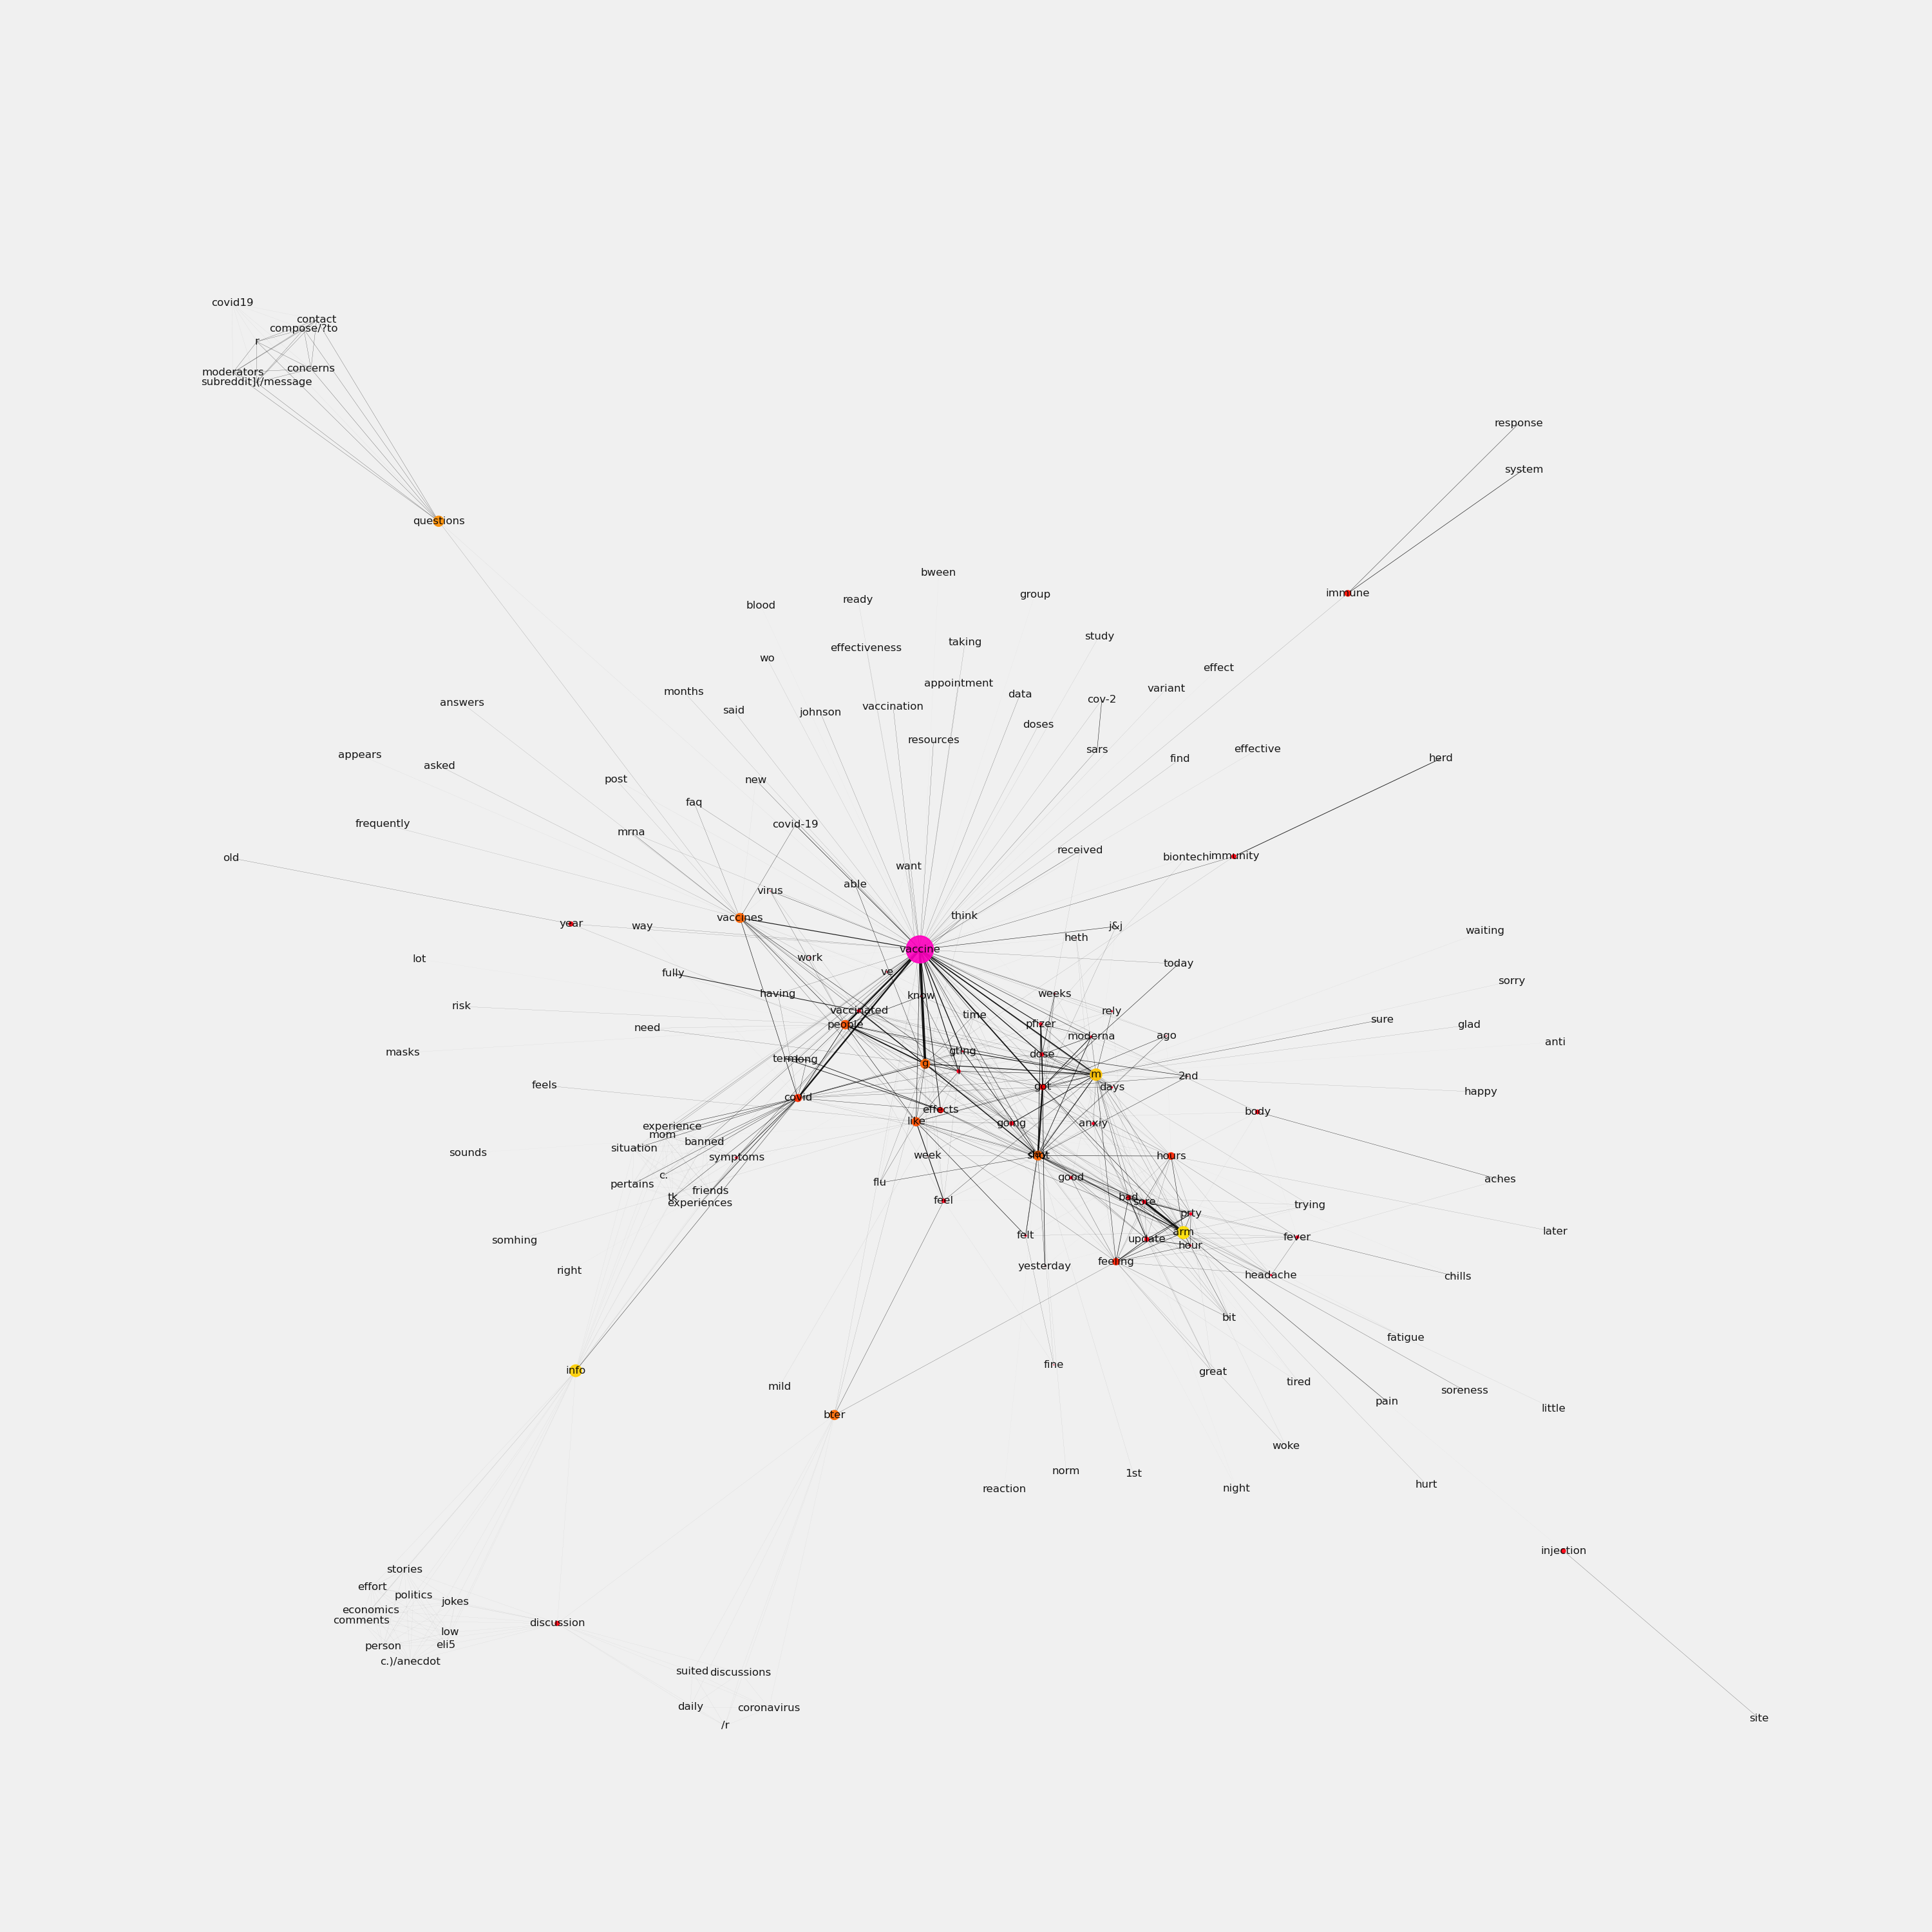 covid19
contact
compose/?to
r
concerns
moderators
subreddit](/message
response
system
questions
bween
immune
group
ready
blood
study
taking
effectiveness
wo
effect
appointment
variant
months
data
cov-2
answers
vaccination
said
johnson
doses
resources
effective
sars
appears
herd
find
asked
post
new
faq
frequently
covid-19
mrna
received
immunity
biontech
old
want
able
virus
think
vaccines
year
way
j&j
waiting
heth
vaccine
work
lot
today
ve
fully
sorry
having
weeks
know
risk
vaccinated
rely
time
sure
people
pfizer
glad
need
ago
moderna
anti
gting
masks
dose
term
long
g
m
2nd
feels
got
days
happy
covid
effects
body
like
going
anxiy
experience
mom
banned
situation
sounds
week
hours
symptoms
c.
good
aches
flu
pertains
friends
tk
bad
feel
sore
experiences
trying
prty
later
arm
felt
fever
update
somhing
hour
feeling
yesterday
right
headache
chills
bit
fatigue
fine
info
great
tired
mild
soreness
pain
little
bter
woke
norm
1st
hurt
night
reaction
injection
stories
effort
politics
jokes
economics
comments
discussion
low
eli5
person
c.)/anecdot
suited
discussions
daily
coronavirus
site
/r